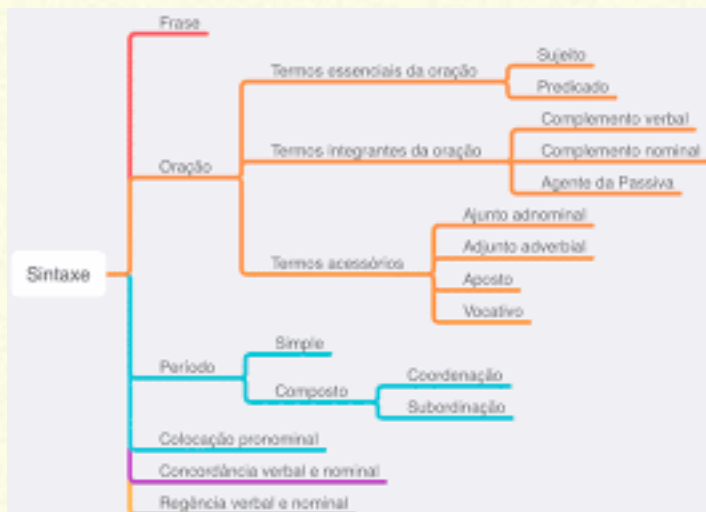 Frase
Sujeito
Termos essenciais da oração
Predicado
Complemento verbal
Termos integrantes da oração
Complemento nominal
Oração
Agente da Passiva
Ajunto adnominal
Adjunto adverbial
Termos acessórios
Sintaxe
Aposto
Vocativo
Simple
Período
Coordenação
Composto
Subordinação
Colocação pronominal
Concordância verbal e nominal
Regência verbal e nominal